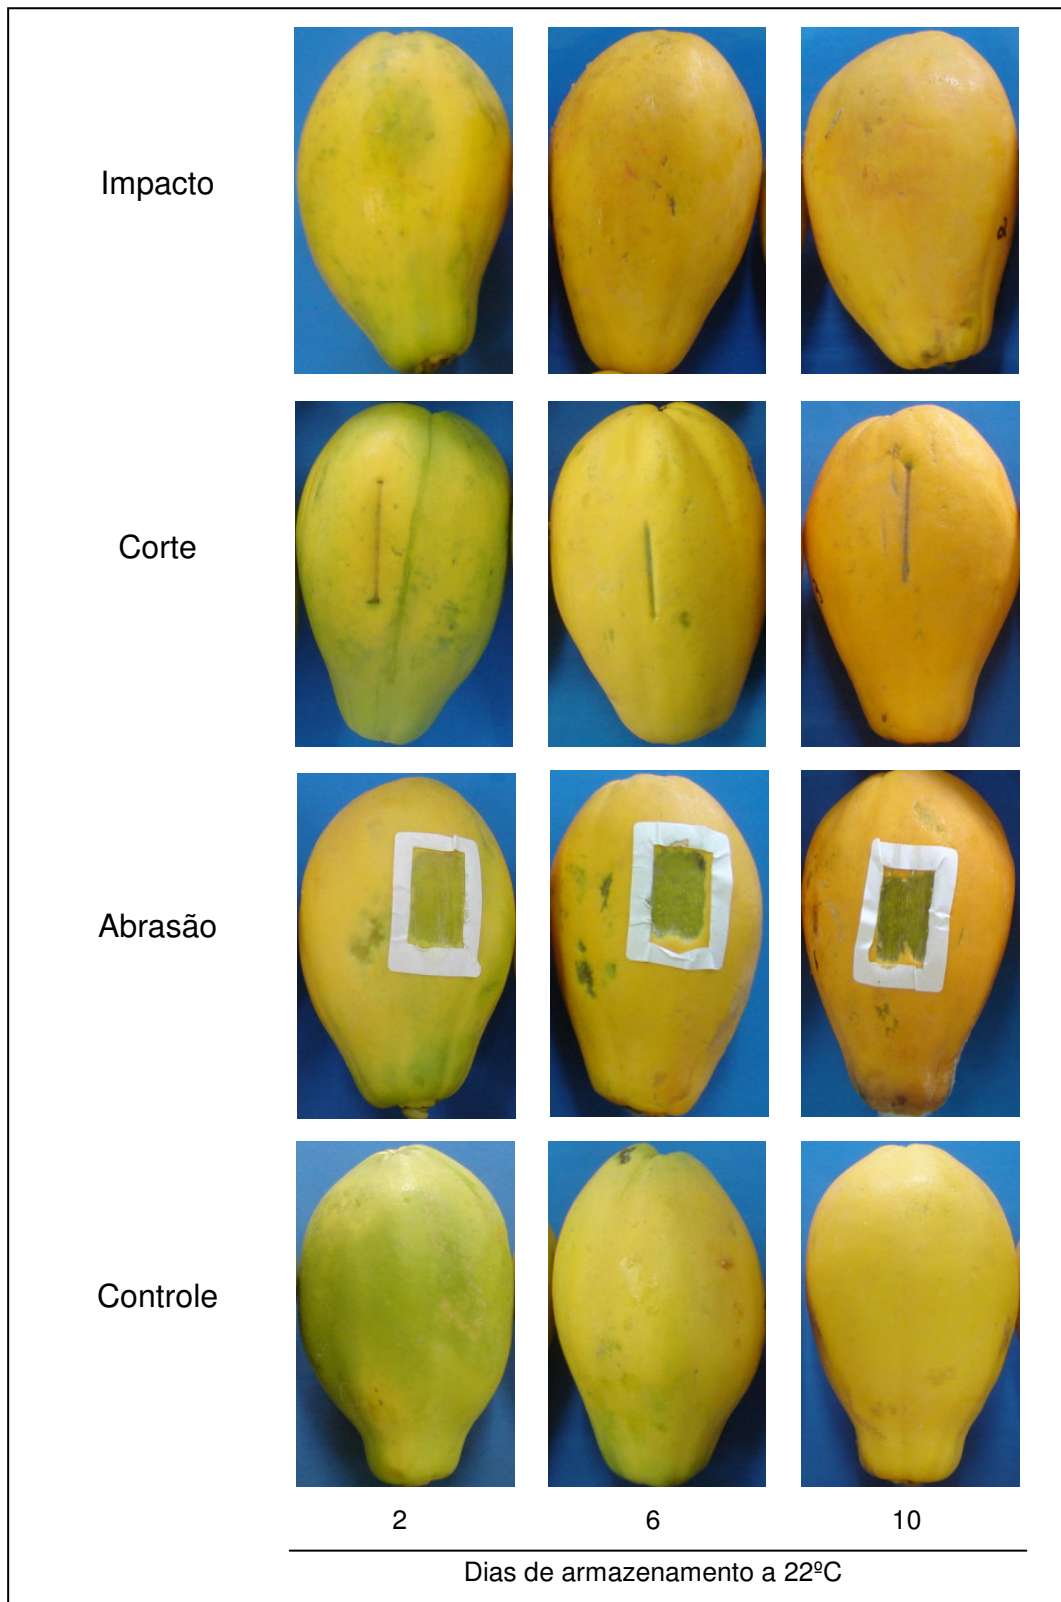 Impacto
Corte
Abrasão
Controle
2 6 10
Dias de armazenamento a 22ºC